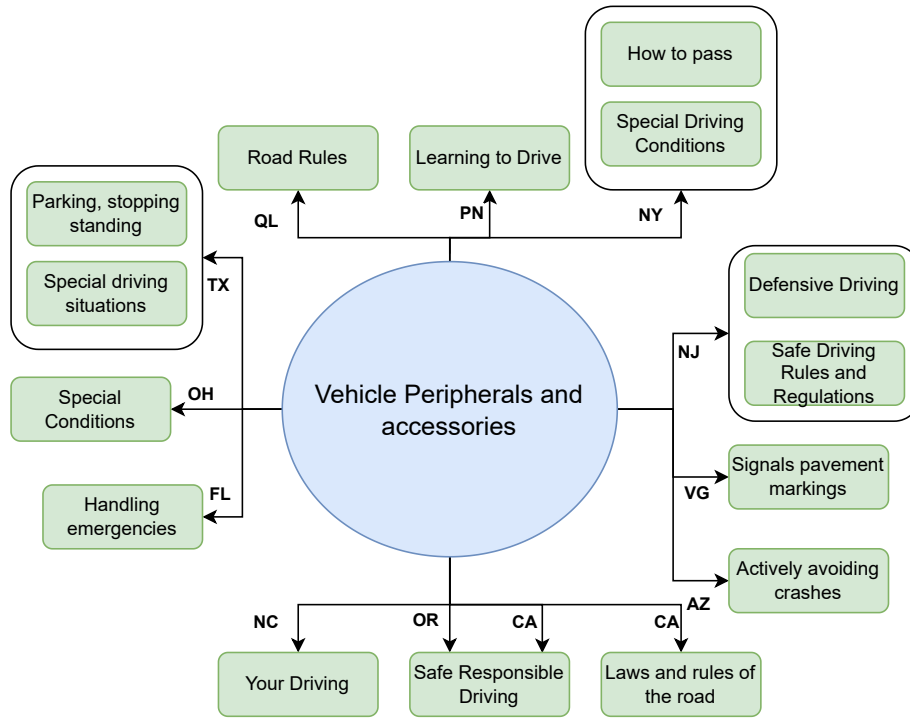 How to pass
Special Driving
Conditions
Road Rules
Learning to Drive
QL
PN
NY
Parking, stopping
standing
Special driving
situations
TX
Defensive Driving
Safe Driving
Rules and
Regulations
NJ
Special
Conditions
OH
Vehicle Peripherals and
accessories
Signals pavement
markings
VG
Handling
emergencies
FL
Actively avoiding
crashes
AZ
NC
OR
CA
CA
Your Driving
Safe Responsible
Driving
Laws and rules of
the road